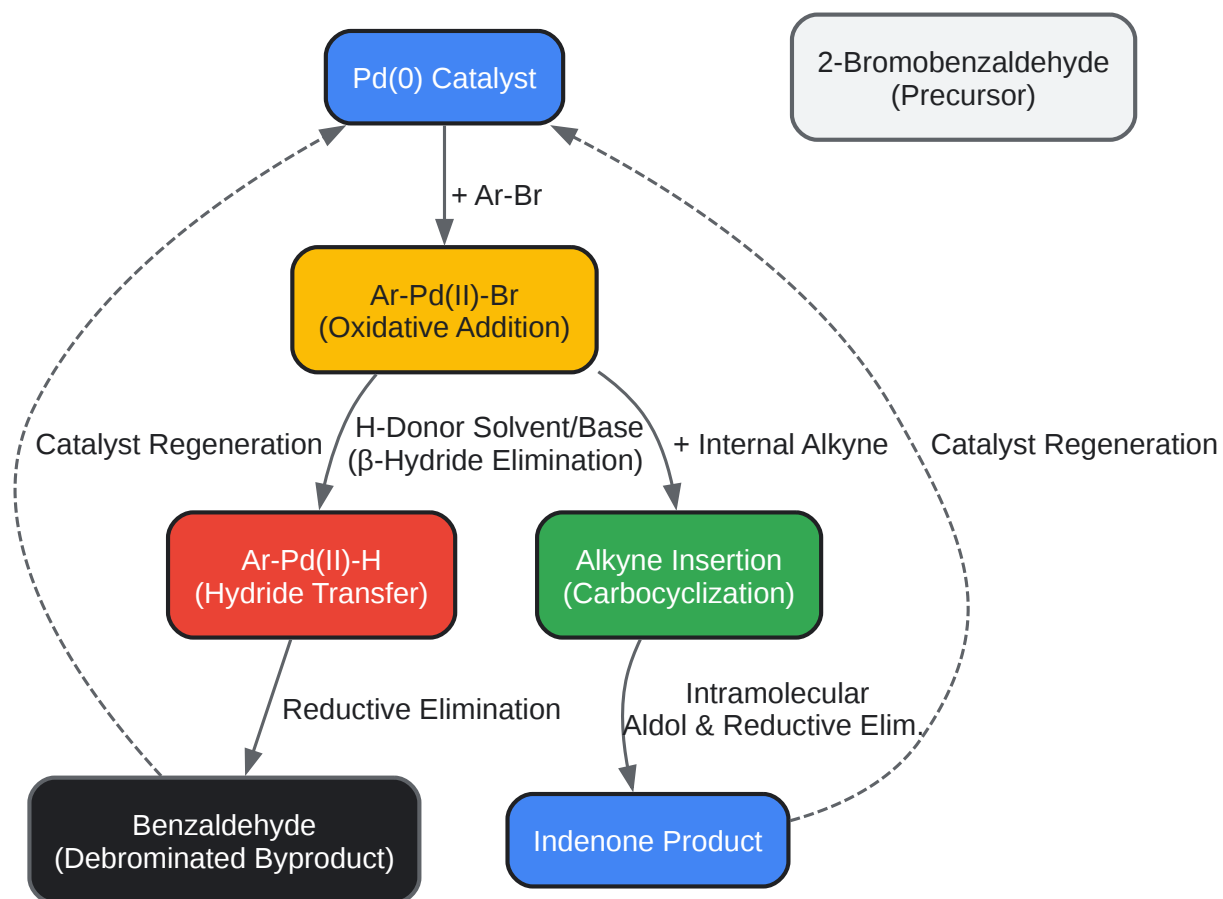 Pd(0) Catalyst
2-Bromobenzaldehyde
(Precursor)
+ Ar-Br
Ar-Pd(II)-Br
(Oxidative Addition)
Catalyst Regeneration
H-Donor Solvent/Base
(β-Hydride Elimination)
+ Internal Alkyne
Catalyst Regeneration
Ar-Pd(II)-H
(Hydride Transfer)
Alkyne Insertion
(Carbocyclization)
Reductive Elimination
Intramolecular
Aldol & Reductive Elim.
Benzaldehyde
(Debrominated Byproduct)
Indenone Product